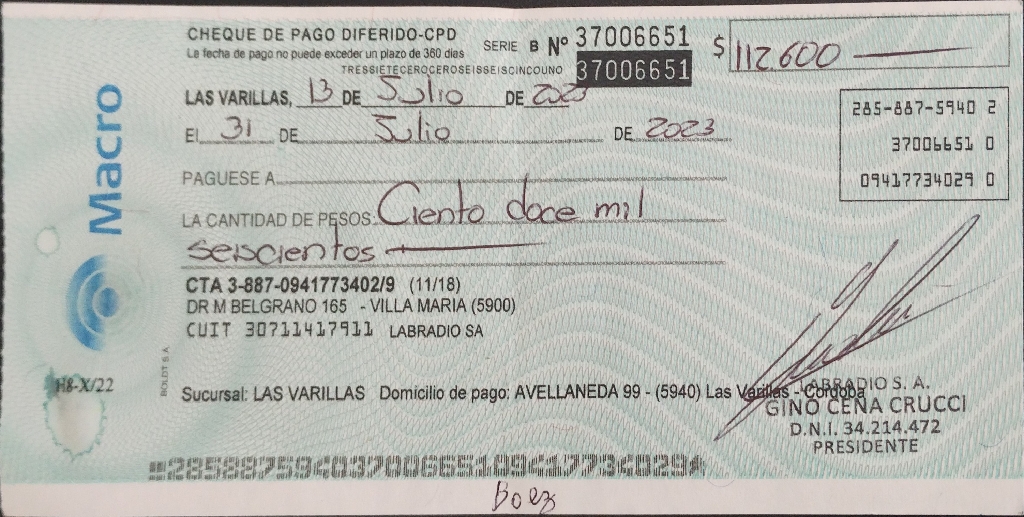 CHEQUE DE PAGO DIFERIDO-CPD
La fecha de pago no puede exceder un plazo de 360 días
SERIE B Nº 37006651
TRESSIETECEROCEROSEISSEISCINCOUNO 37006651
$ 112.600
LAS VARILLAS, 13 DE Julio DE 2023
El 31 DE Julio DE 2023
285-887-5940 2
37006651 0
09417734029 0
PAGUESE A
LA CANTIDAD DE PESOS: Ciento doce mil
seiscientos
Macro
CTA 3-887-0941773402/9 (11/18)
DR M BELGRANO 165 - VILLA MARIA (5900)
CUIT 30711417911 LABRADIO SA
BOLDT S.A.
H8-X/22
Sucursal: LAS VARILLAS Domicilio de pago: AVELLANEDA 99 - (5940) Las Varillas - Córdoba
LABRADIO S. A.
GINO CENA CRUCCI
D.N.I. 34.214.472
PRESIDENTE
28588759403700665109417734029